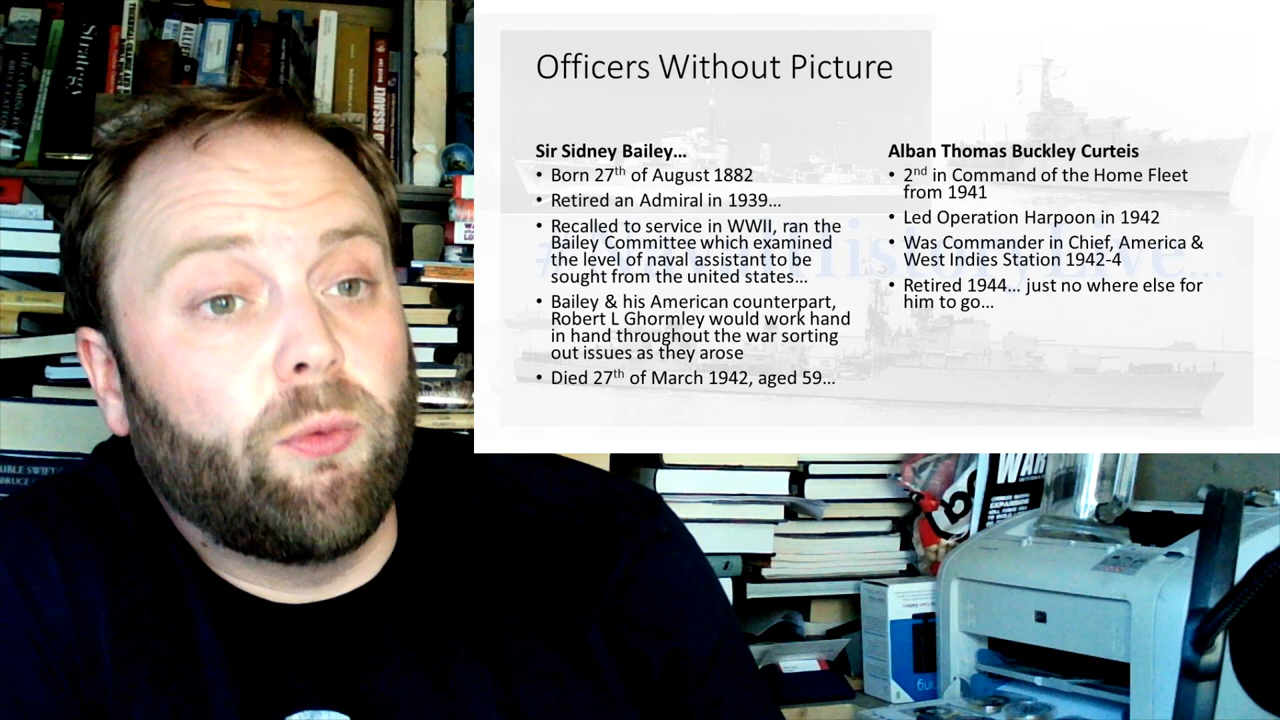 Officers Without Picture
Sir Sidney Bailey...
• Born 27th of August 1882
• Retired an Admiral in 1939...
• Recalled to service in WWII, ran the
Bailey Committee which examined
the level of naval assistant to be
sought from the united states...
• Bailey & his American counterpart,
Robert L Ghormley would work hand
in hand throughout the war sorting
out issues as they arose
• Died 27th of March 1942, aged 59...
Alban Thomas Buckley Curteis
• 2nd in Command of the Home Fleet
from 1941
• Led Operation Harpoon in 1942
• Was Commander in Chief, America &
West Indies Station 1942-4
• Retired 1944... just no where else for
him to go...
History Live...
Strategy
ASSAULT
WAR
hp